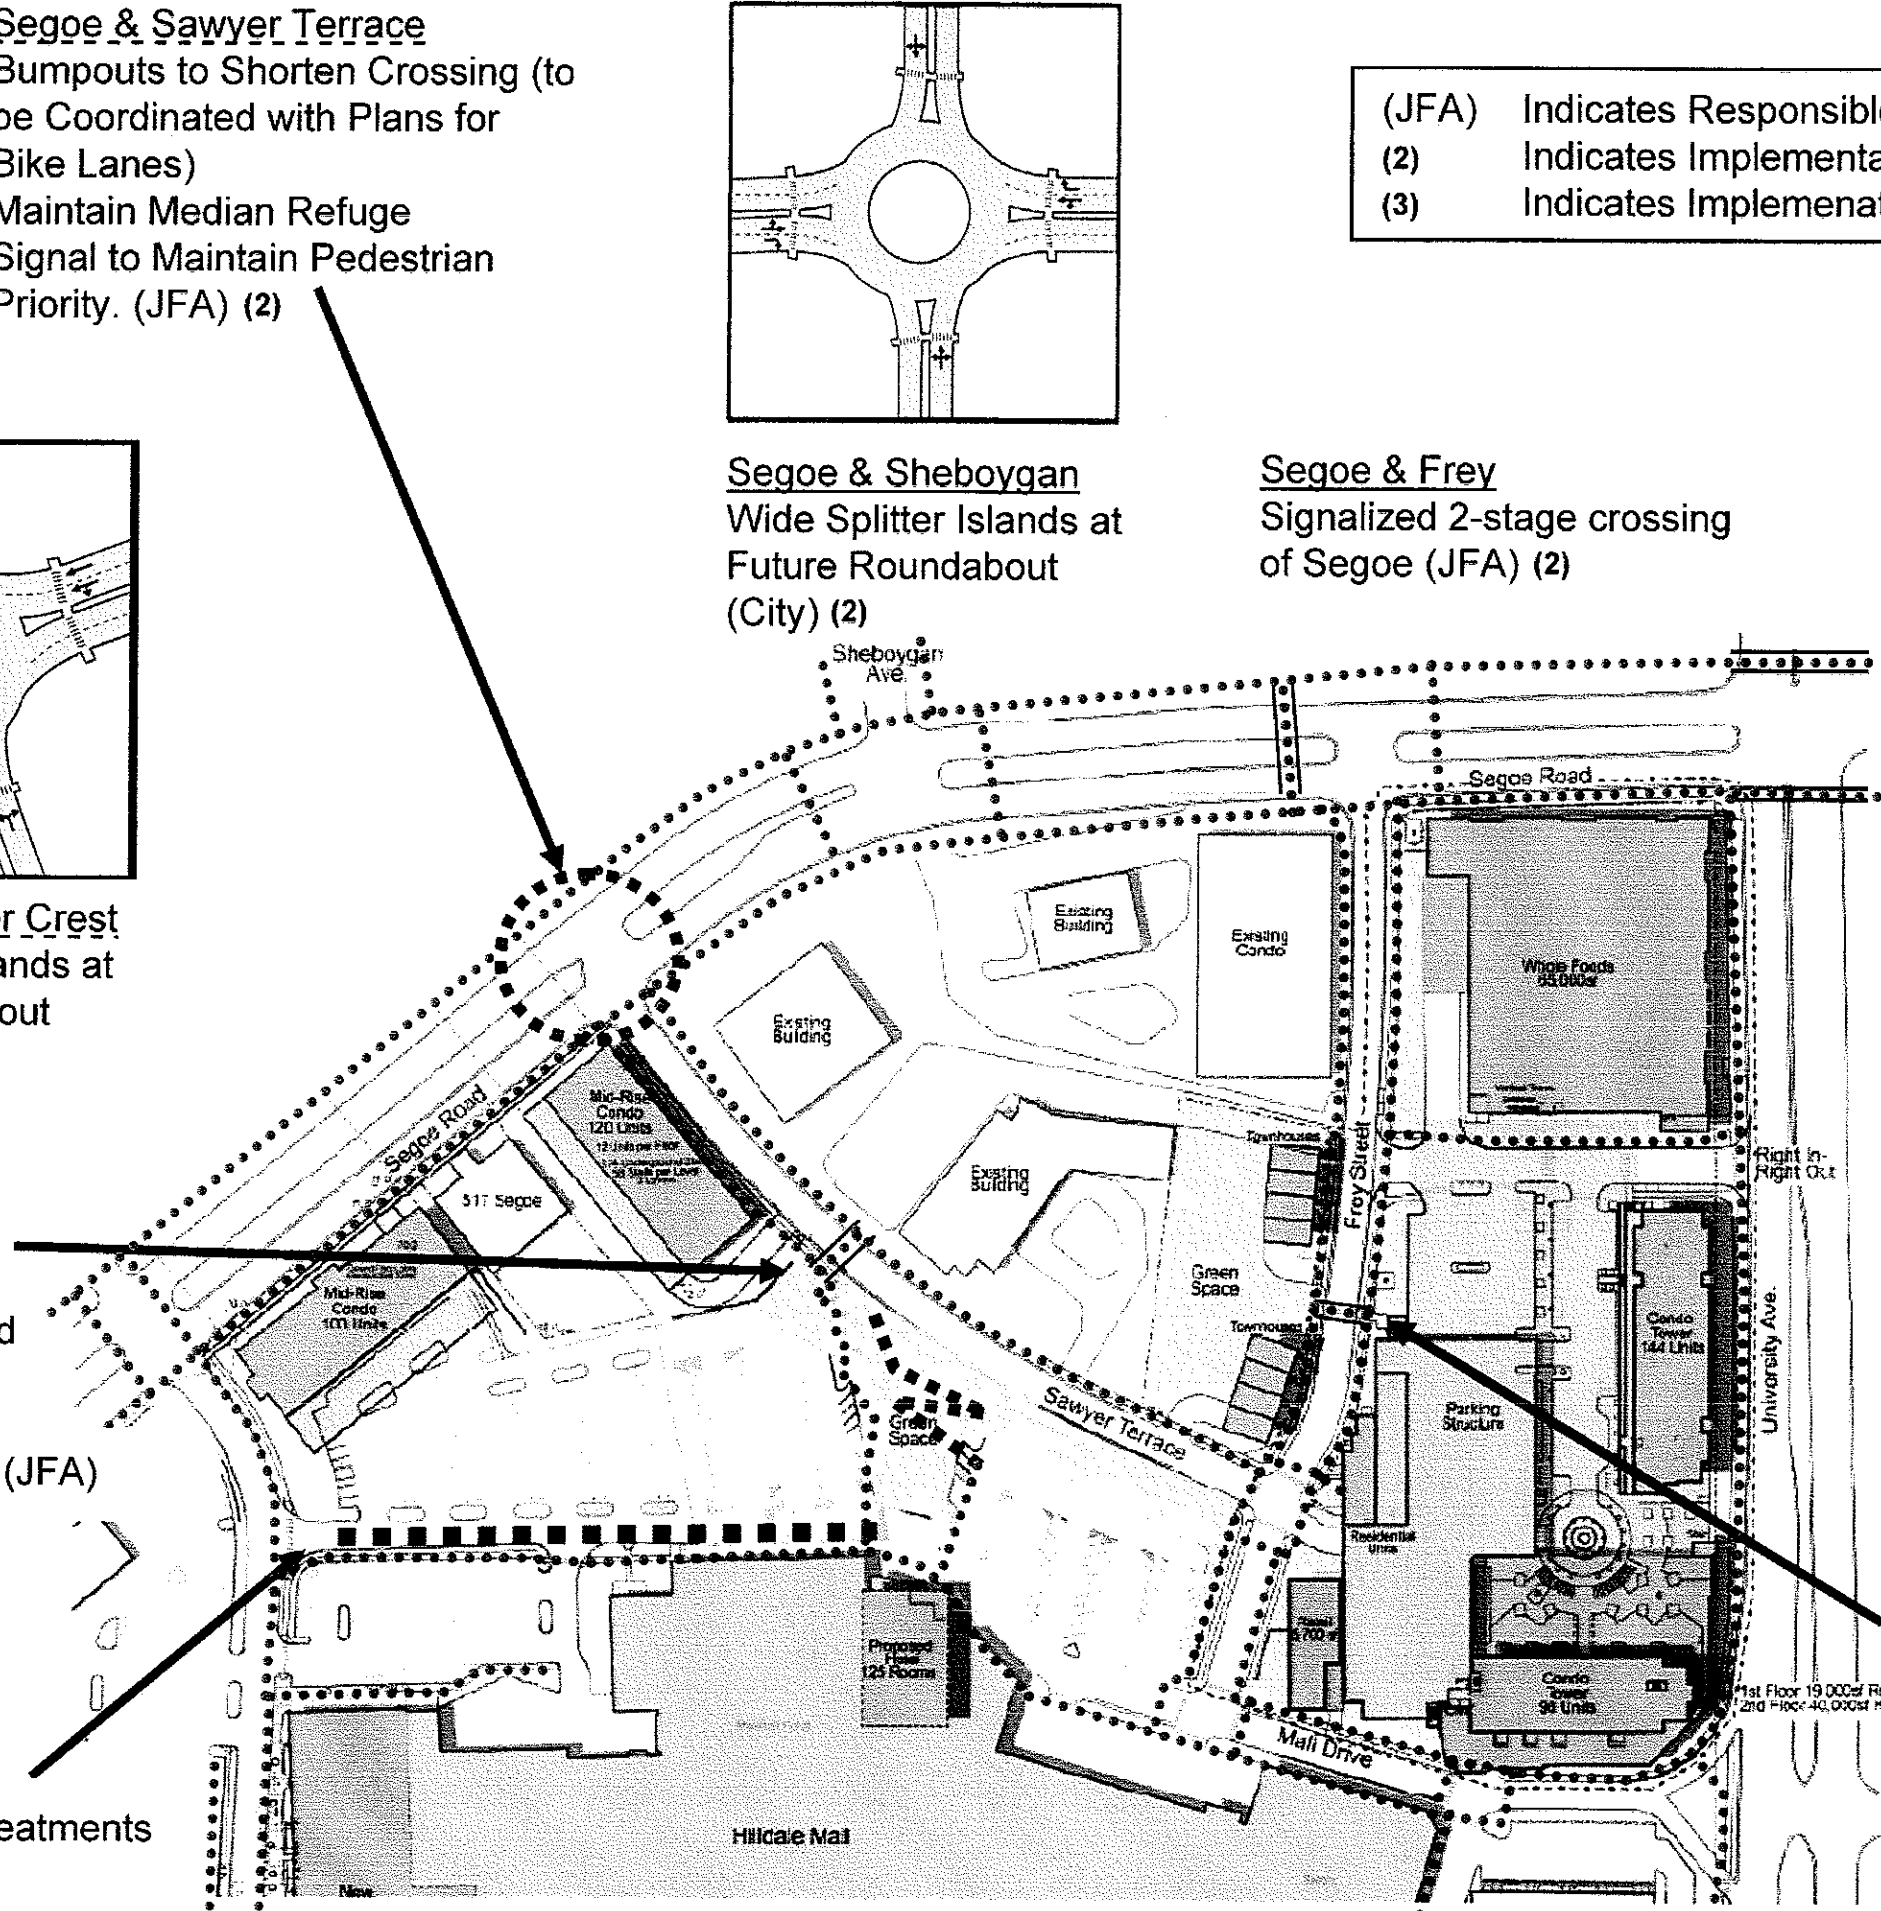 Segoe & Sawyer Terrace
Bumpouts to Shorten Crossing (to
be Coordinated with Plans for
Bike Lanes)
Maintain Median Refuge
Signal to Maintain Pedestrian
Priority. (JFA) (2)
(JFA) Indicates Responsible
(2) Indicates Implementa
(3) Indicates Implemenat
Segoe & Sheboygan
Wide Splitter Islands at
Future Roundabout
(City) (2)
Segoe & Frey
Signalized 2-stage crossing
of Segoe (JFA) (2)
r Crest
ands at
out
d
(JFA)
eatments
Sheboygan
Ave.
Segoe Road
Existing
Building
Existing
Condo
Whole Foods
Existing
Building
Segoe Road
Mid-Rise
Condo
120 Units
517 Segoe
Existing
Building
Townhouses
Frey Street
Right In-
Right Out
Mid-Rise
Condo
Green
Space
Townhouses
Condo
Tower
144 Units
University Ave.
Sawyer Terrace
Green
Space
Parking
Structure
Residential
Units
Proposed
Hotel
125 Rooms
Condo
Tower
Mall Drive
Hilldale Mall
New